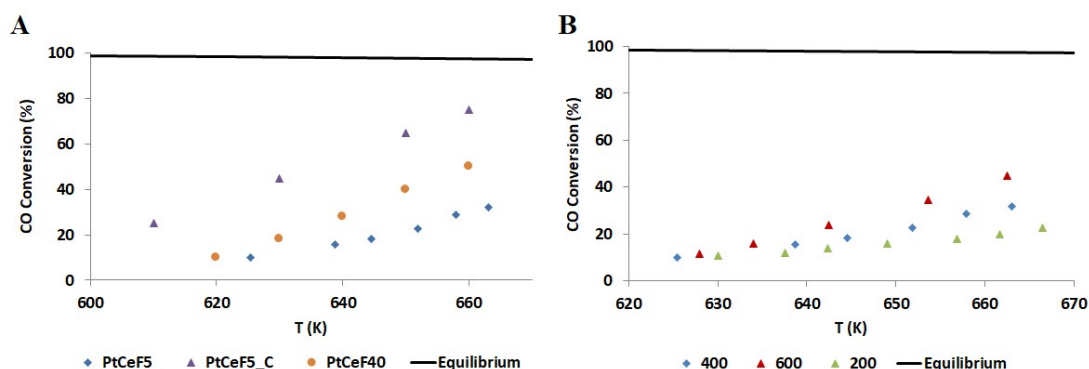 A
100
80
60
40
20
0
CO Conversion (%)
600 620 640 660
T (K)
PtCeF5 PtCeF5_C PtCeF40 Equilibrium
B
100
80
60
40
20
0
CO Conversion (%)
620 630 640 650 660 670
T (K)
400 600 200 Equilibrium